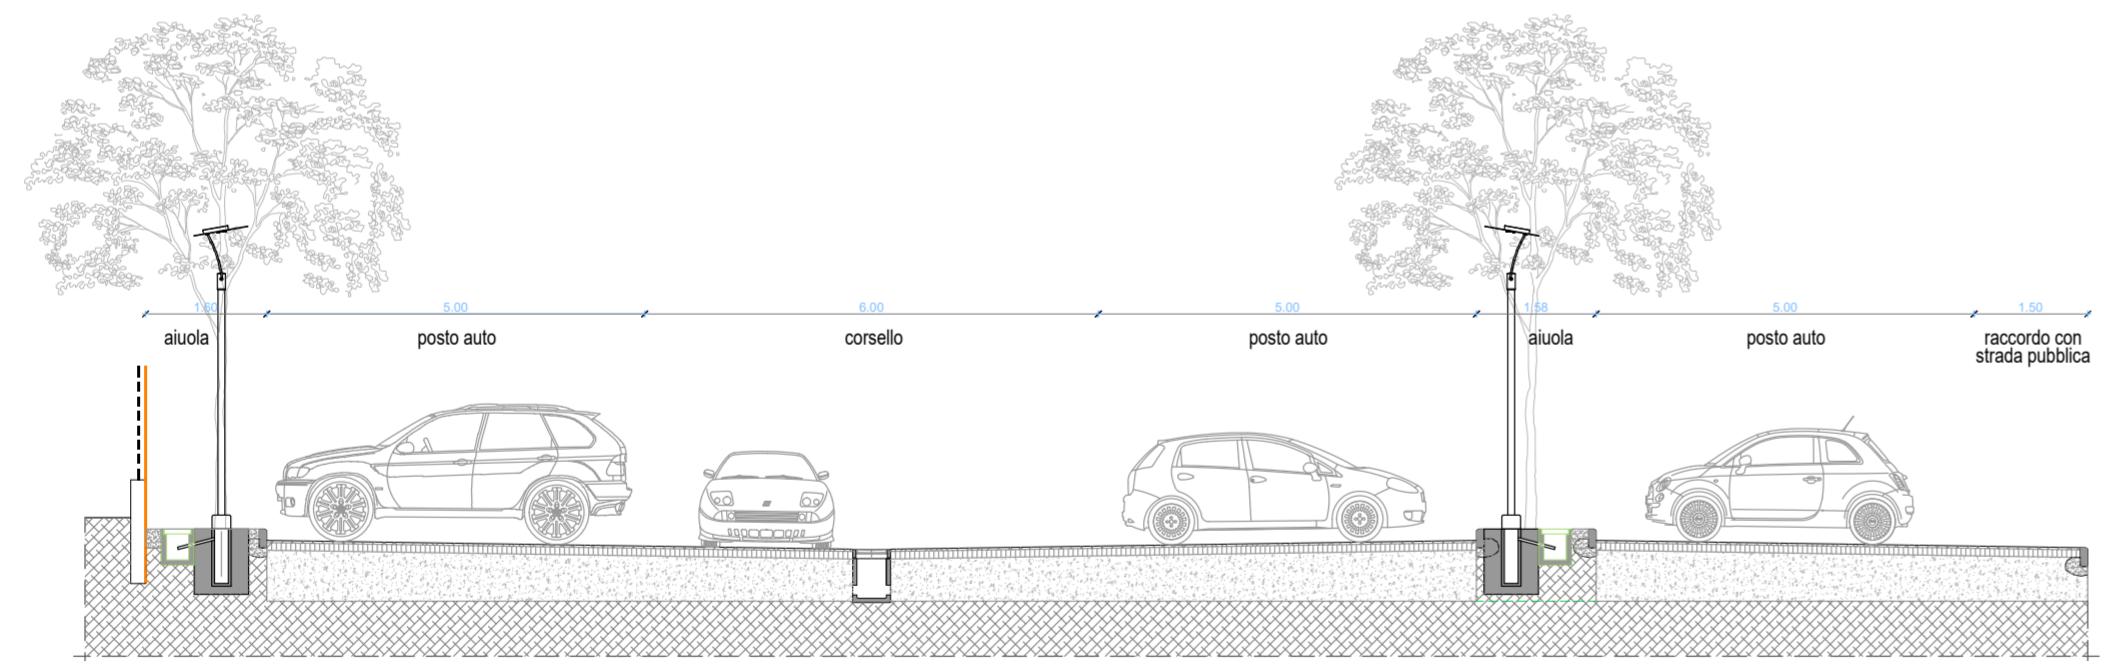 1.60 5.00 6.00 5.00 1.58 5.00 1.50
aiuola posto auto corsello posto auto aiuola posto auto raccordo con
strada pubblica